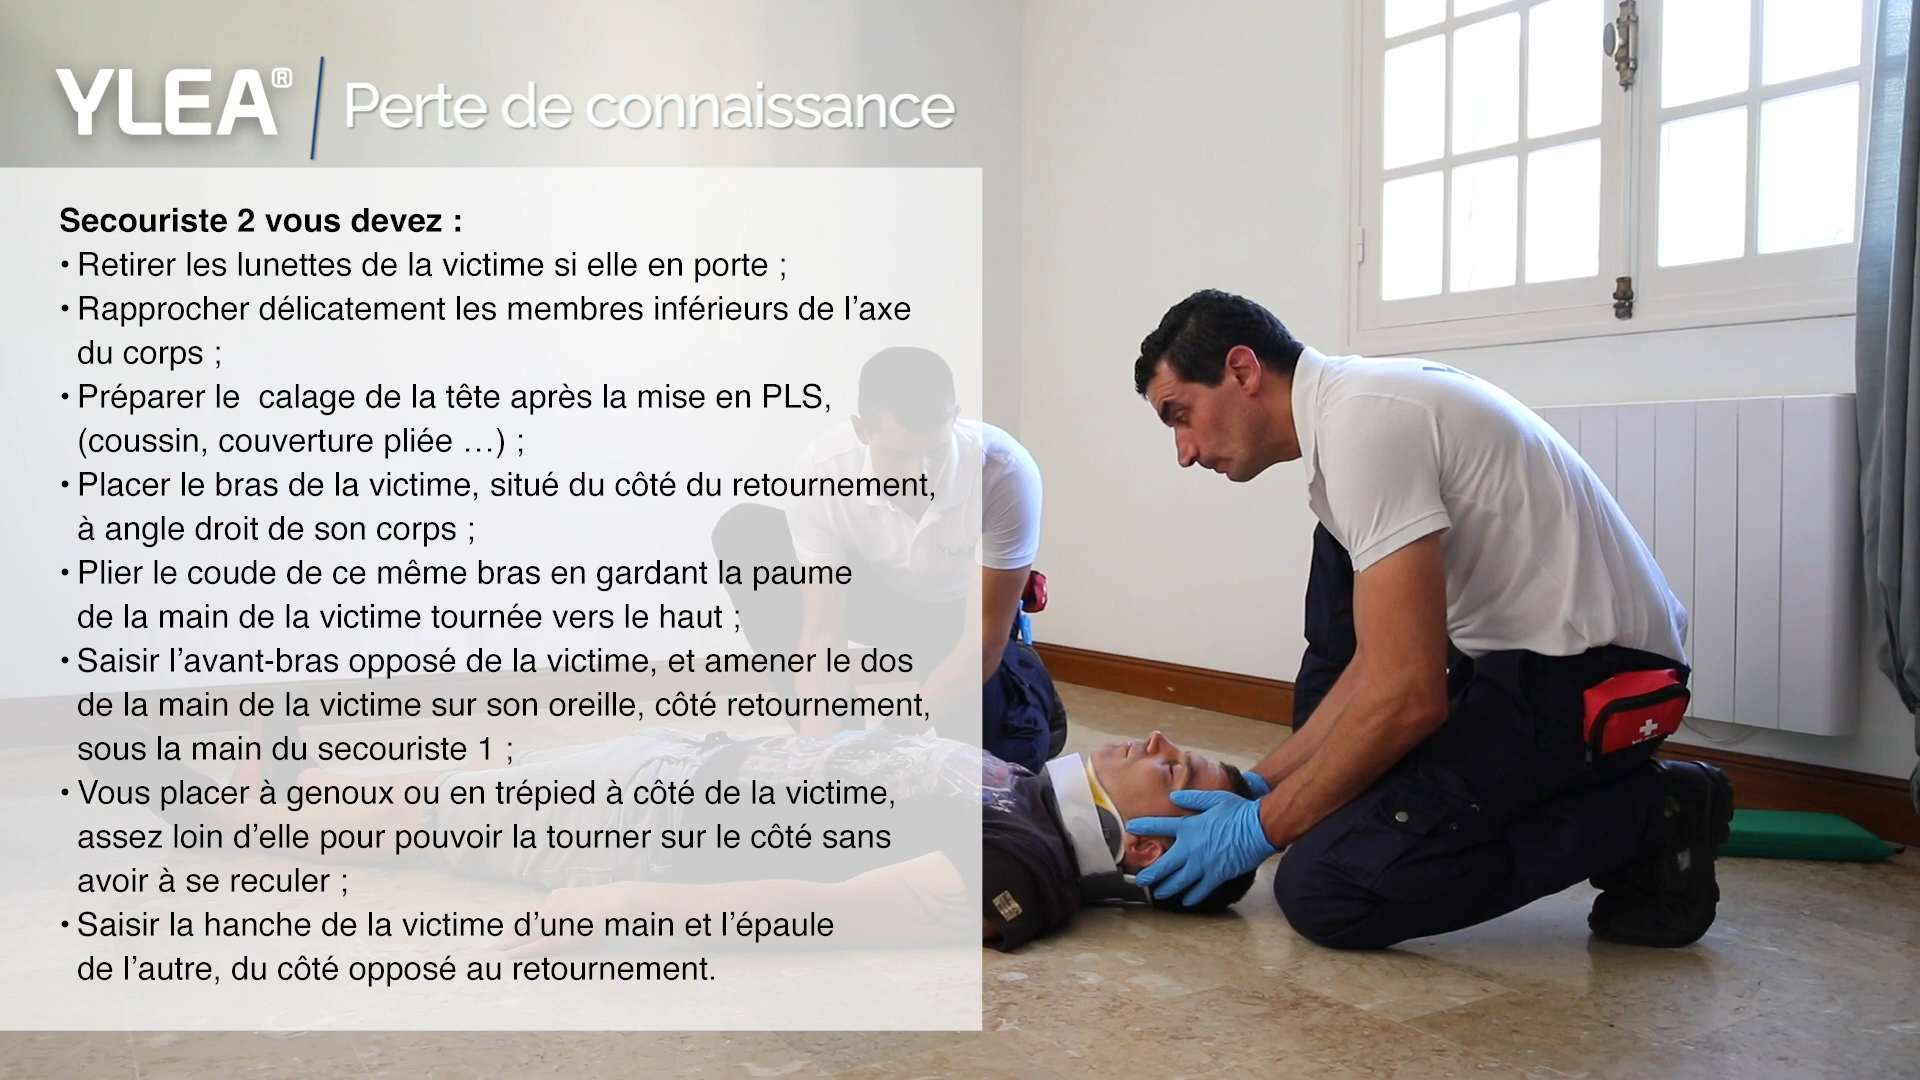 YLEA® / Perte de connaissance
Secouriste 2 vous devez :
• Retirer les lunettes de la victime si elle en porte ;
• Rapprocher délicatement les membres inférieurs de l’axe
du corps ;
• Préparer le  calage de la tête après la mise en PLS,
(coussin, couverture pliée …) ;
• Placer le bras de la victime, situé du côté du retournement,
à angle droit de son corps ;
• Plier le coude de ce même bras en gardant la paume
de la main de la victime tournée vers le haut ;
• Saisir l’avant-bras opposé de la victime, et amener le dos
de la main de la victime sur son oreille, côté retournement,
sous la main du secouriste 1 ;
• Vous placer à genoux ou en trépied à côté de la victime,
assez loin d’elle pour pouvoir la tourner sur le côté sans
avoir à se reculer ;
• Saisir la hanche de la victime d’une main et l’épaule
de l’autre, du côté opposé au retournement.